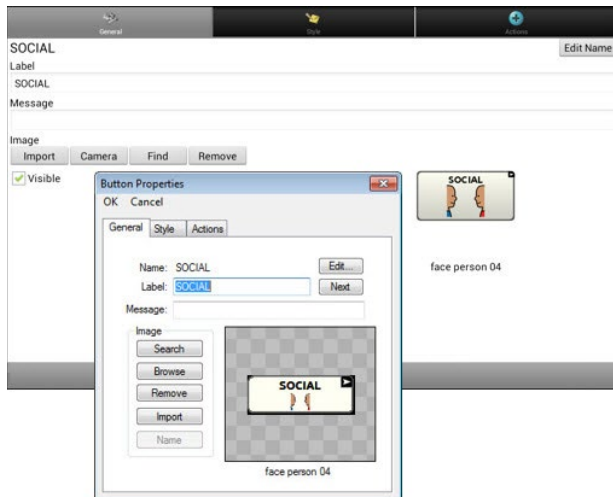 General Style Actions
SOCIAL Edit Name
Label
SOCIAL
Message
Image
Import Camera Find Remove
Visible
SOCIAL
face person 04
Button Properties
OK Cancel
General Style Actions
Name: SOCIAL Edit...
Label: SOCIAL Next
Message:
Image
Search
Browse
Remove
Import
Name
SOCIAL
face person 04